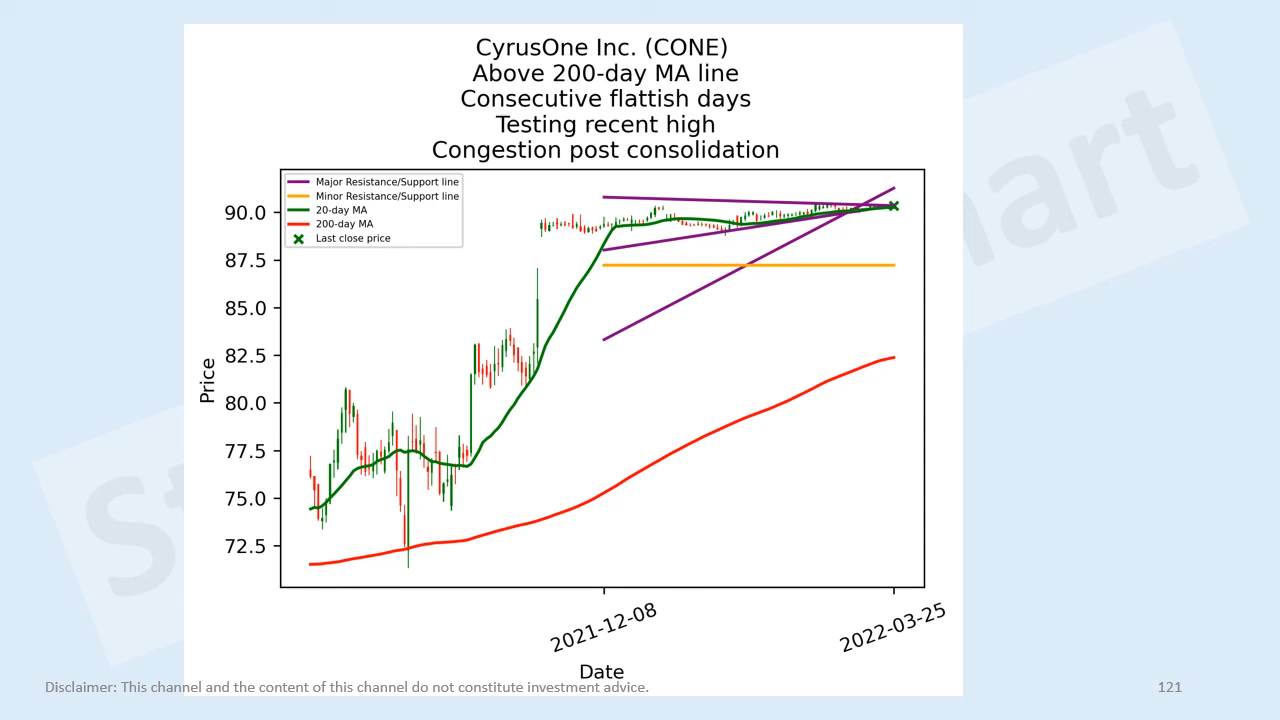 CyrusOne Inc. (CONE)
Above 200-day MA line
Consecutive flattish days
Testing recent high
Congestion post consolidation
Major Resistance/Support line
Minor Resistance/Support line
20-day MA
200-day MA
Last close price
90.0
87.5
85.0
82.5
80.0
77.5
75.0
72.5
Price
2021-12-08
2022-03-25
Date
Disclaimer: This channel and the content of this channel do not constitute investment advice.
121